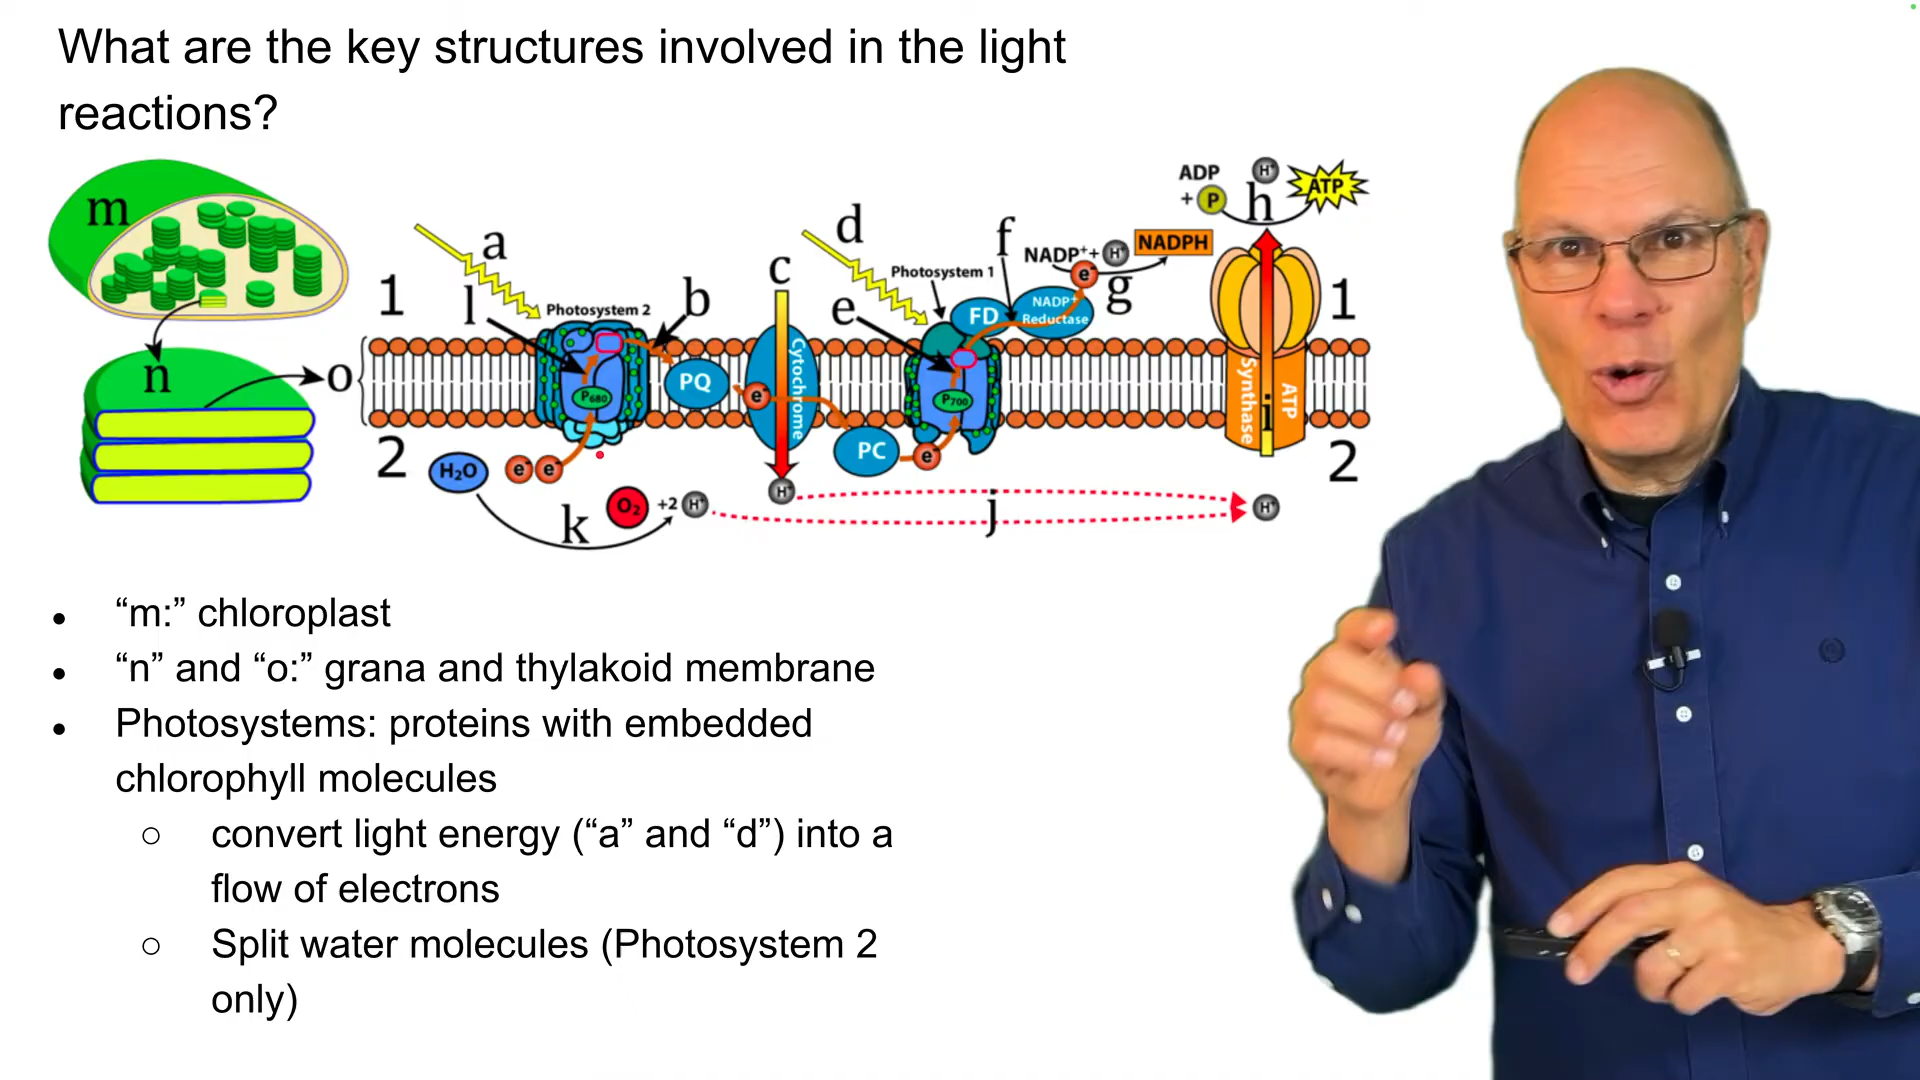 What are the key structures involved in the light
reactions?
m
n
o
1
2
a
l
Photosystem 2
b
P680
PQ
c
e-
Cytochrome
d
e
Photosystem 1
f
FD
NADP+ Reductase
NADP+ + H+
e-
g
NADPH
P700
PC
e-
ADP
+ P
H+
h
ATP
ATP Synthase
i
1
2
H2O
e- e-
k
O2 +2 H+
H+
j
H+
• “m:” chloroplast
• “n” and “o:” grana and thylakoid membrane
• Photosystems: proteins with embedded
chlorophyll molecules
○ convert light energy (“a” and “d”) into a
flow of electrons
○ Split water molecules (Photosystem 2
only)